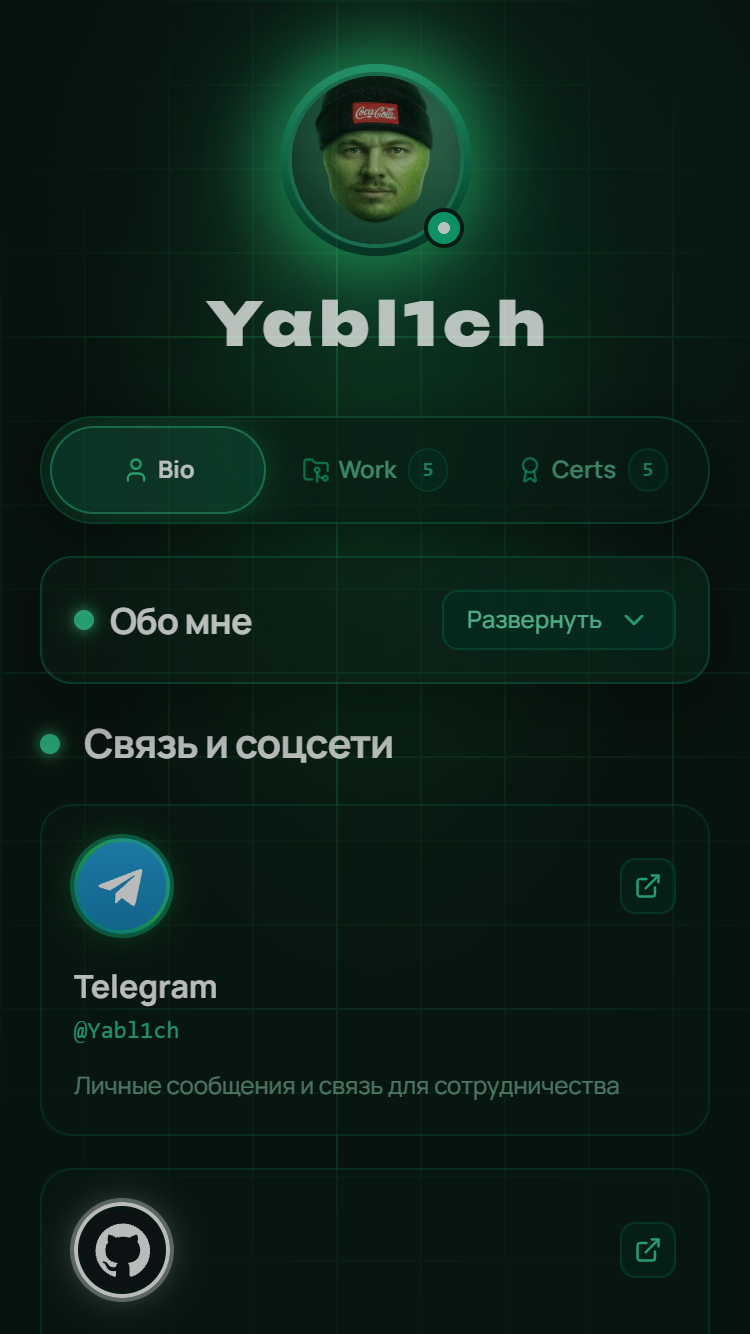 Coca-Cola
Yabl1ch
Bio
Work 5
Certs 5
Обо мне
Развернуть
Связь и соцсети
Telegram
@Yabl1ch
Личные сообщения и связь для сотрудничества